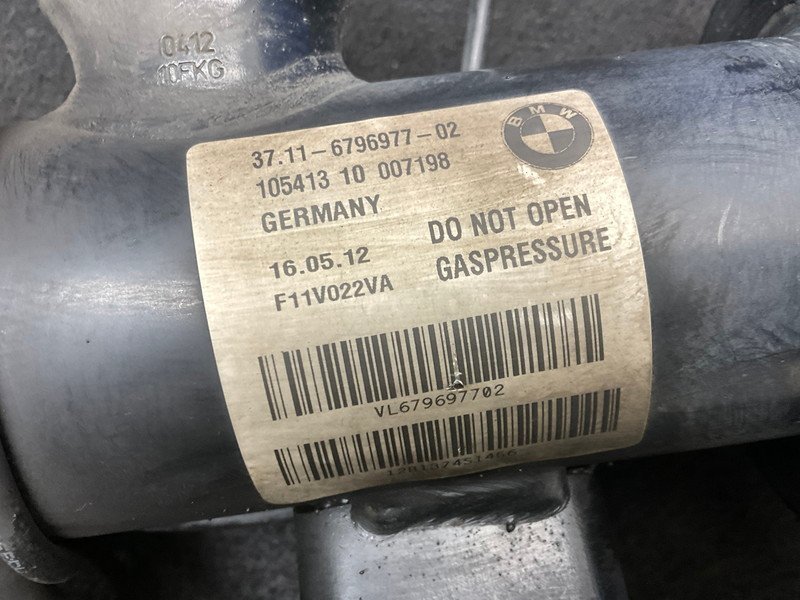 0412
10FKG
BMW
37.11-6796977-02
105413 10 007198
GERMANY
16.05.12
F11V022VA
DO NOT OPEN
GASPRESSURE
VL679697702